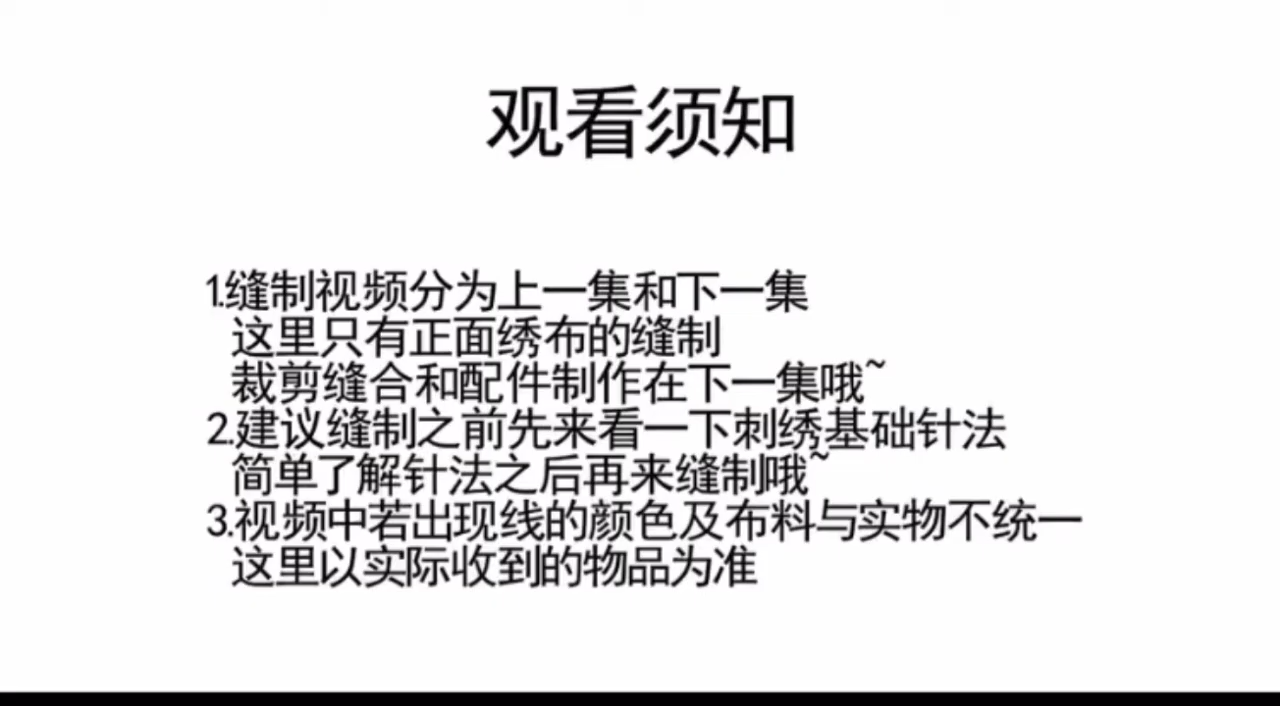 观看须知
1.缝制视频分为上一集和下一集
这里只有正面绣布的缝制
裁剪缝合和配件制作在下一集哦~
2.建议缝制之前先来看一下刺绣基础针法
简单了解针法之后再来缝制哦~
3.视频中若出现线的颜色及布料与实物不统一
这里以实际收到的物品为准